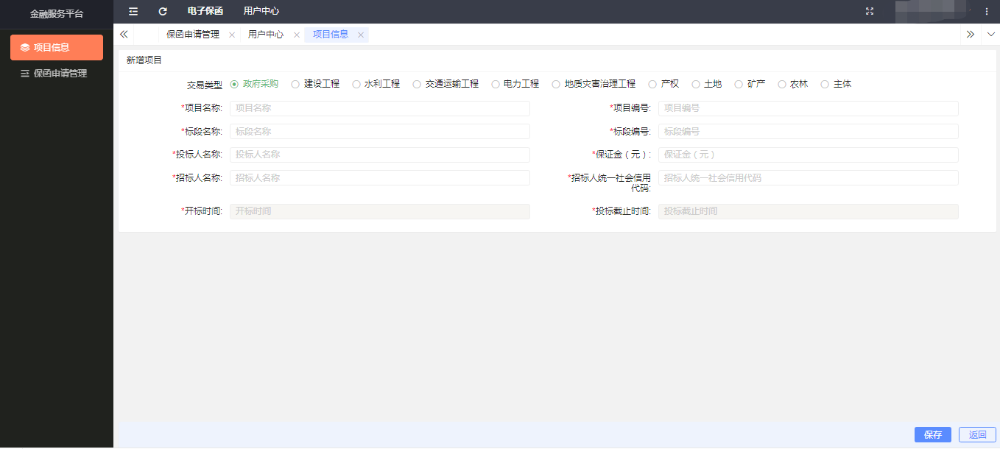 金融服务平台
电子保函 用户中心
项目信息
保函申请管理
保函申请管理 用户中心 项目信息
新增项目
交易类型 政府采购 建设工程 水利工程 交通运输工程 电力工程 地质灾害治理工程 产权 土地 矿产 农林 主体
*项目名称: 项目名称 *项目编号: 项目编号
*标段名称: 标段名称 *标段编号: 标段编号
*投标人名称: 投标人名称 *保证金（元）: 保证金（元）
*招标人名称: 招标人名称 *招标人统一社会信用
代码: 招标人统一社会信用代码
*开标时间: 开标时间 *投标截止时间: 投标截止时间
保存 返回